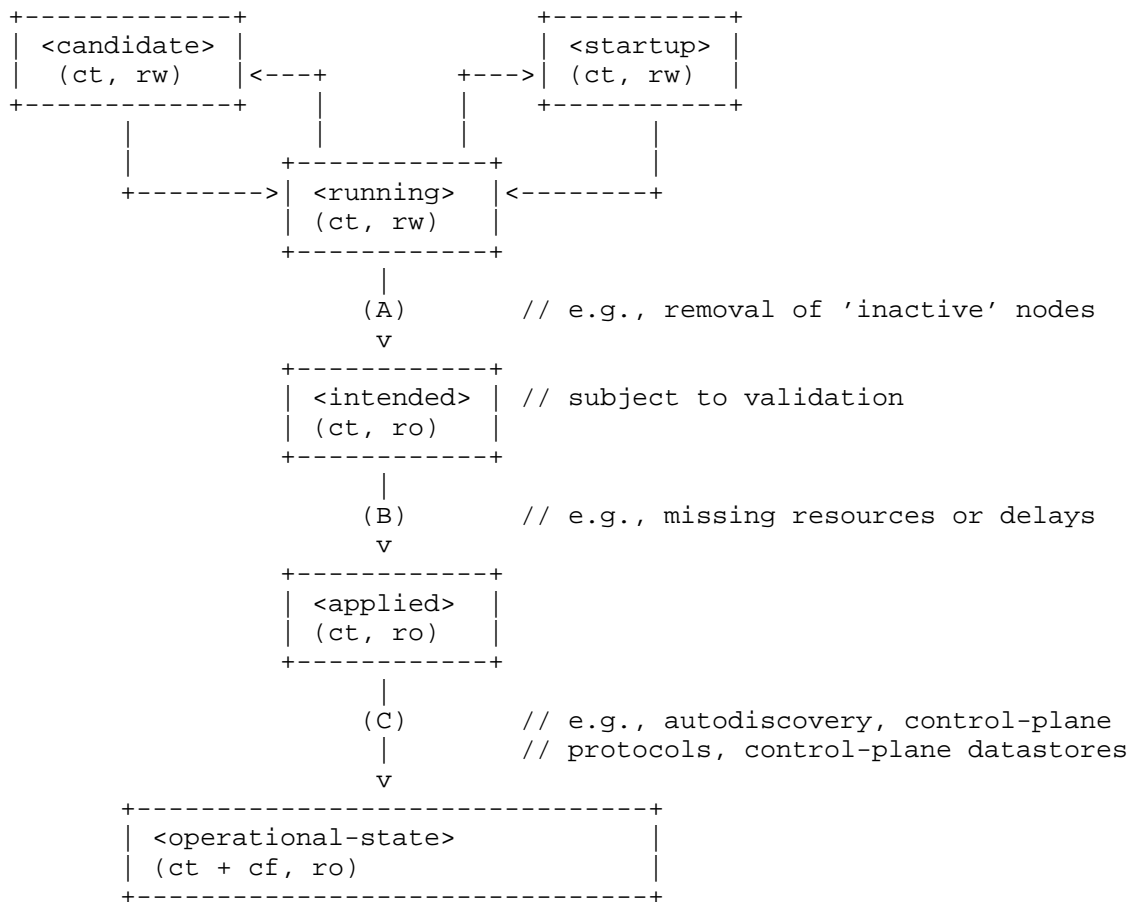 +-------------+                 +-----------+
| <candidate> |                 | <startup> |
|  (ct, rw)   |<---+       +--->| (ct, rw)  |
+-------------+    |       |    +-----------+
       |           |       |           |
       |         +-----------+         |
       +-------->| <running> |<--------+
                 | (ct, rw)  |
                 +-----------+
                       |
                      (A)        // e.g., removal of 'inactive' nodes
                       v
                 +-----------+
                 | <intended> | // subject to validation
                 | (ct, ro)  |
                 +-----------+
                       |
                      (B)        // e.g., missing resources or delays
                       v
                 +-----------+
                 | <applied> |
                 | (ct, ro)  |
                 +-----------+
                       |
                      (C)        // e.g., autodiscovery, control-plane
                       |         // protocols, control-plane datastores
                       v
       +-------------------------------+
       | <operational-state>           |
       | (ct + cf, ro)                 |
       +-------------------------------+